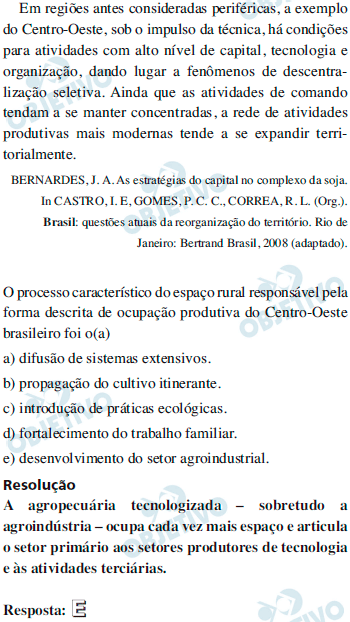 Em regiões antes consideradas periféricas, a exemplo
do Centro-Oeste, sob o impulso da técnica, há condições
para atividades com alto nível de capital, tecnologia e
organização, dando lugar a fenômenos de descentra-
lização seletiva. Ainda que as atividades de comando
tendam a se manter concentradas, a rede de atividades
produtivas mais modernas tende a se expandir terri-
torialmente.
BERNARDES, J. A. As estratégias do capital no complexo da soja.
In CASTRO, I. E, GOMES, P. C. C., CORREA, R. L. (Org.).
Brasil: questões atuais da reorganização do território. Rio de
Janeiro: Bertrand Brasil, 2008 (adaptado).
O processo característico do espaço rural responsável pela
forma descrita de ocupação produtiva do Centro-Oeste
brasileiro foi o(a)
a) difusão de sistemas extensivos.
b) propagação do cultivo itinerante.
c) introdução de práticas ecológicas.
d) fortalecimento do trabalho familiar.
e) desenvolvimento do setor agroindustrial.
Resolução
A agropecuária tecnologizada – sobretudo a
agroindústria – ocupa cada vez mais espaço e articula
o setor primário aos setores produtores de tecnologia
e às atividades terciárias.
Resposta: E